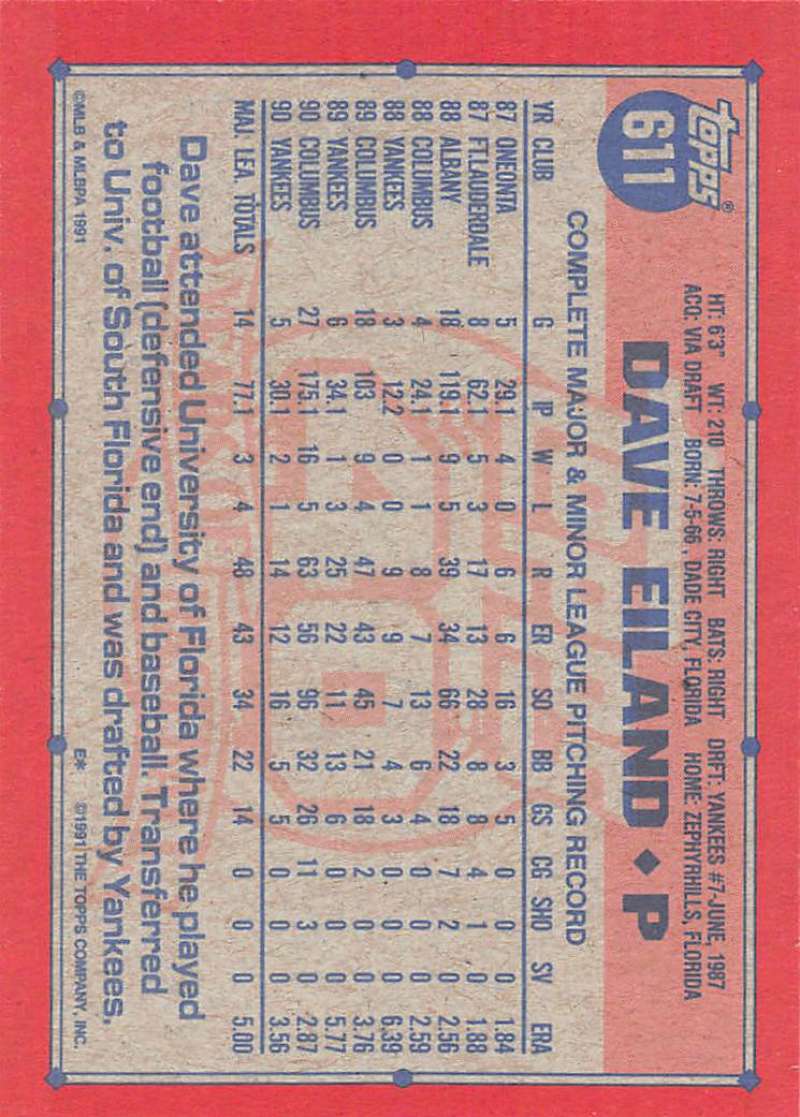 TOPPS®
611
HT: 6'3" WT: 210 THROWS: RIGHT BATS: RIGHT DRFT: YANKEES #7-JUNE, 1987
ACQ: VIA DRAFT BORN: 7-5-66, DADE CITY, FLORIDA HOME: ZEPHYRHILLS, FLORIDA
DAVE EILAND ◆ P
COMPLETE MAJOR & MINOR LEAGUE PITCHING RECORD
YR CLUB G IP W L R ER SO BB GS CG SHO SV ERA
87 ONEONTA 5 29.1 4 0 6 6 16 3 5 0 0 0 1.84
87 FT.LAUDERDALE 8 62.1 5 3 17 13 28 8 8 4 1 0 1.88
88 ALBANY 18 119.1 9 5 39 34 66 22 18 7 2 0 2.56
88 COLUMBUS 4 24.1 1 1 8 7 13 6 4 0 0 0 2.59
88 YANKEES 3 12.2 0 0 9 9 7 4 3 0 0 0 6.39
89 COLUMBUS 18 103 9 4 47 43 45 21 18 2 0 0 3.76
89 YANKEES 6 34.1 1 3 25 22 11 13 6 0 0 0 5.77
90 COLUMBUS 27 175.1 16 5 63 56 96 32 26 11 3 0 2.87
90 YANKEES 5 30.1 2 1 14 12 16 5 5 0 0 0 3.56
MAJ. LEA. TOTALS 14 77.1 3 4 48 43 34 22 14 0 0 0 5.00
Dave attended University of Florida where he played
football (defensive end) and baseball. Transferred
to Univ. of South Florida and was drafted by Yankees.
©MLB & MLBPA 1991 E* ©1991 THE TOPPS COMPANY, INC.